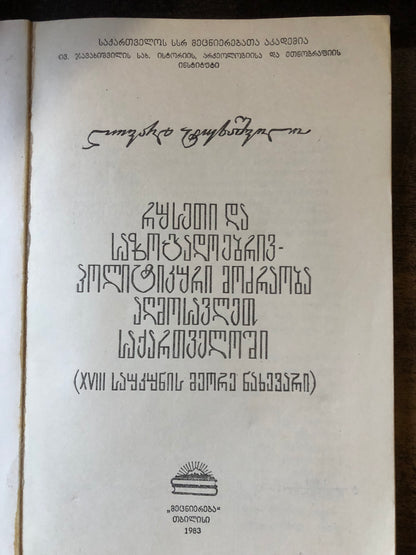 საქართველოს სსრ მეცნიერებათა აკადემია
ივ. ჯავახიშვილის სახ. ისტორიის, არქეოლოგიისა და ეთნოგრაფიის
ინსტიტუტი
რუსეთი და
საზოგადოებრივ-
პოლიტიკური მოძრაობა
აღმოსავლეთ
საქართველოში
(XVIII საუკუნის მეორე ნახევარი)
„მეცნიერება“
თბილისი
1983